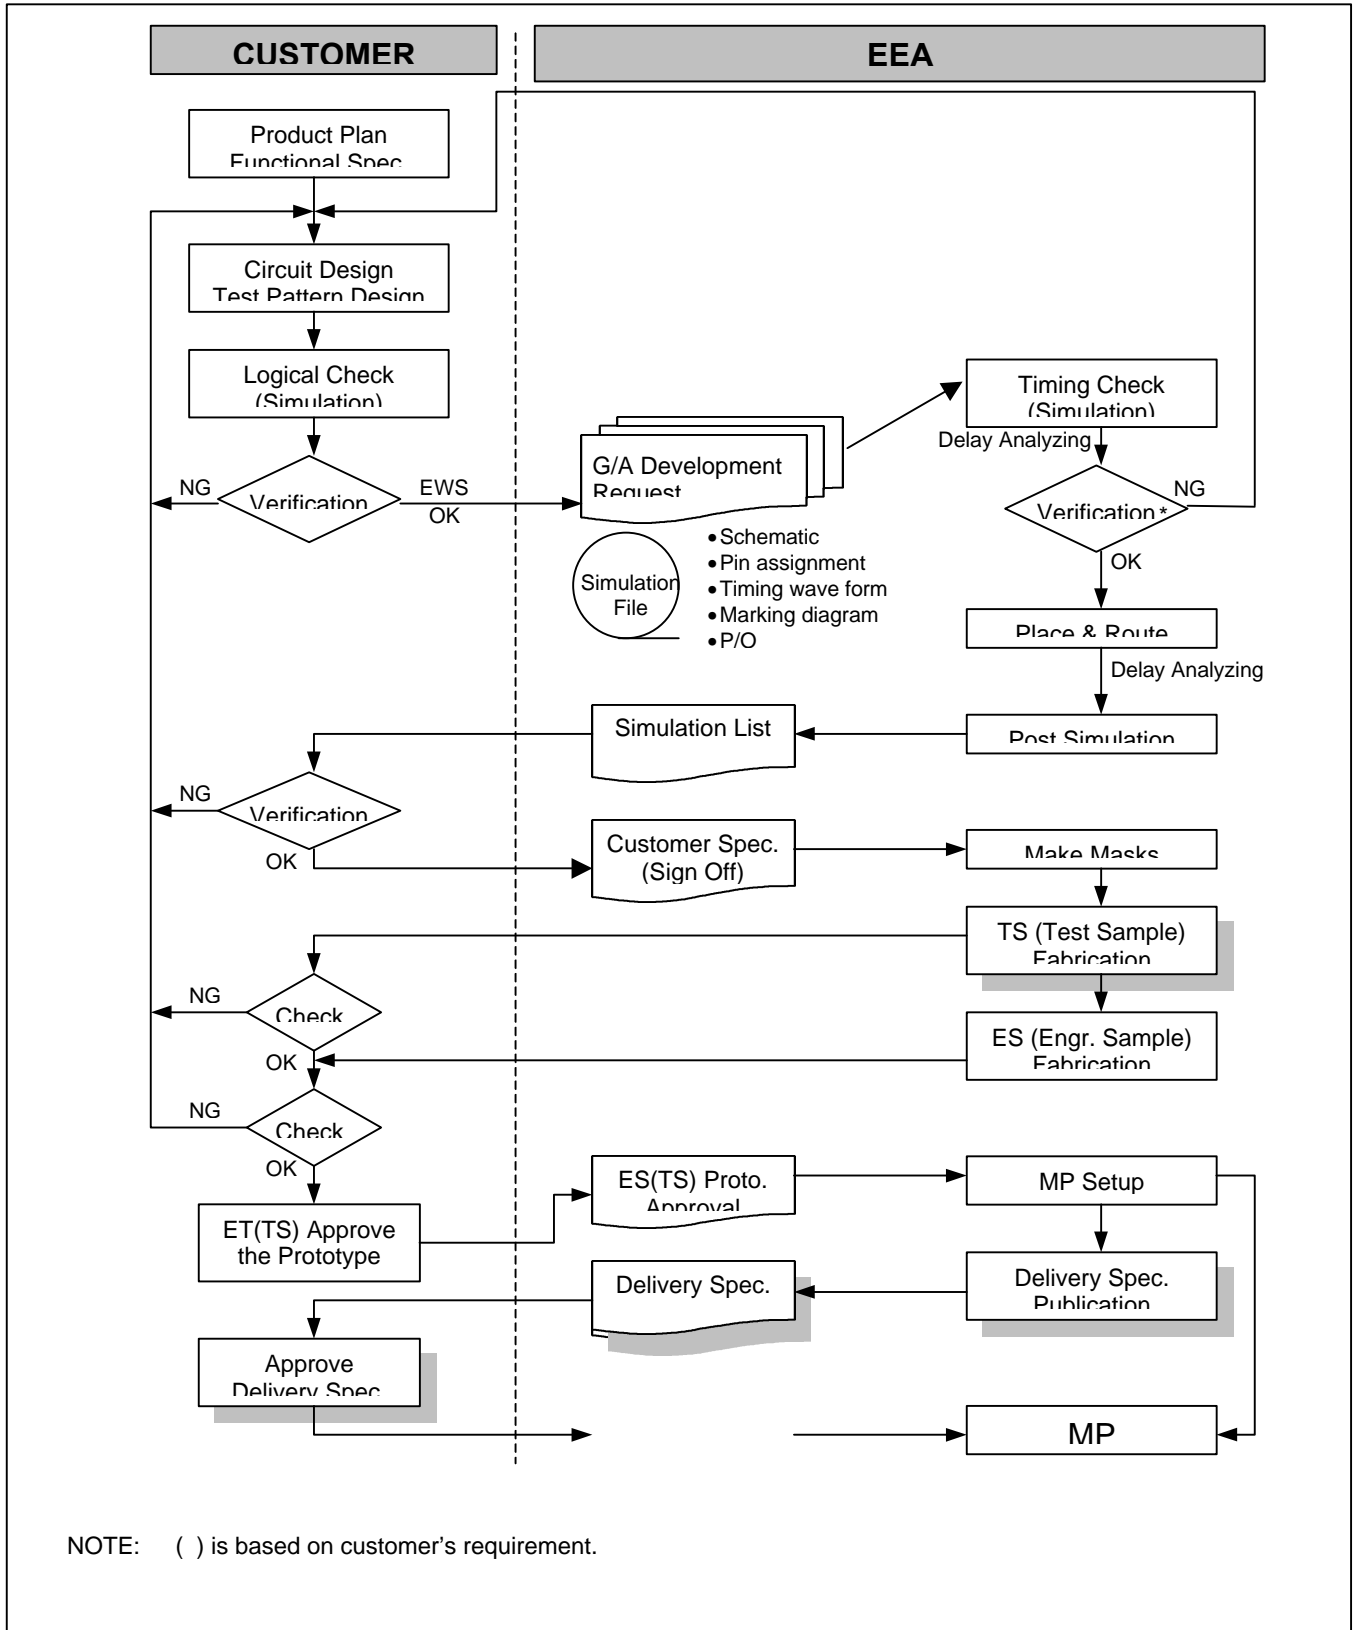 CUSTOMER
EEA
Product Plan
Functional Spec
Circuit Design
Test Pattern Design
Logical Check
(Simulation)
Timing Check
(Simulation)
Delay Analyzing
G/A Development
Request
NG
Verification
EWS
OK
NG
Verification*
OK
Simulation
File
•Schematic
•Pin assignment
•Timing wave form
•Marking diagram
•P/O
Place & Route
Delay Analyzing
Simulation List
Post Simulation
NG
Verification
OK
Customer Spec.
(Sign Off)
Make Masks
TS (Test Sample)
Fabrication
NG
Check
OK
ES (Engr. Sample)
Fabrication
NG
Check
OK
ES(TS) Proto.
Approval
MP Setup
ET(TS) Approve
the Prototype
Delivery Spec.
Delivery Spec.
Publication
Approve
Delivery Spec
MP
NOTE: ( ) is based on customer's requirement.